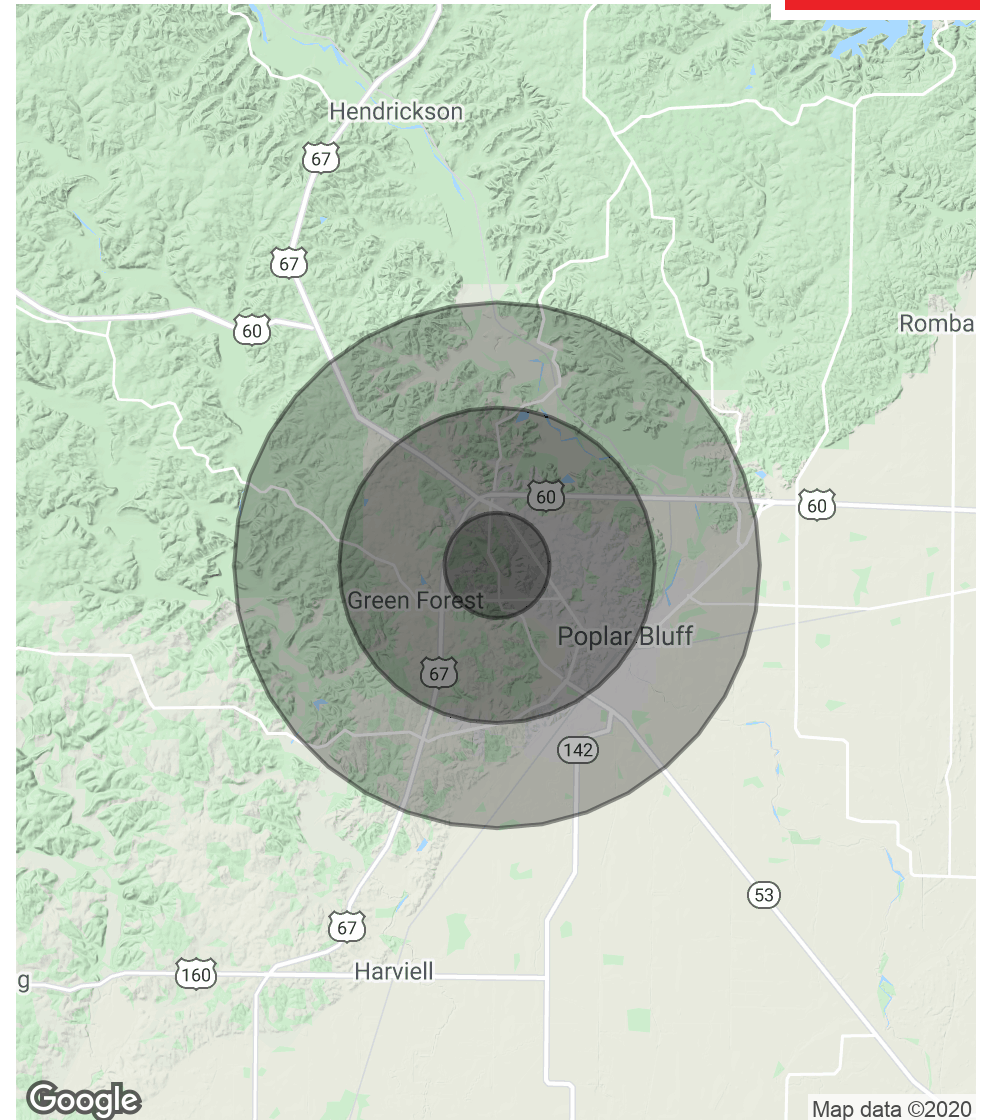 Hendrickson
67
67
60
Romba
60
60
Green Forest
Poplar Bluff
67
142
53
67
Harviell
160
g
Google
Map data ©2020